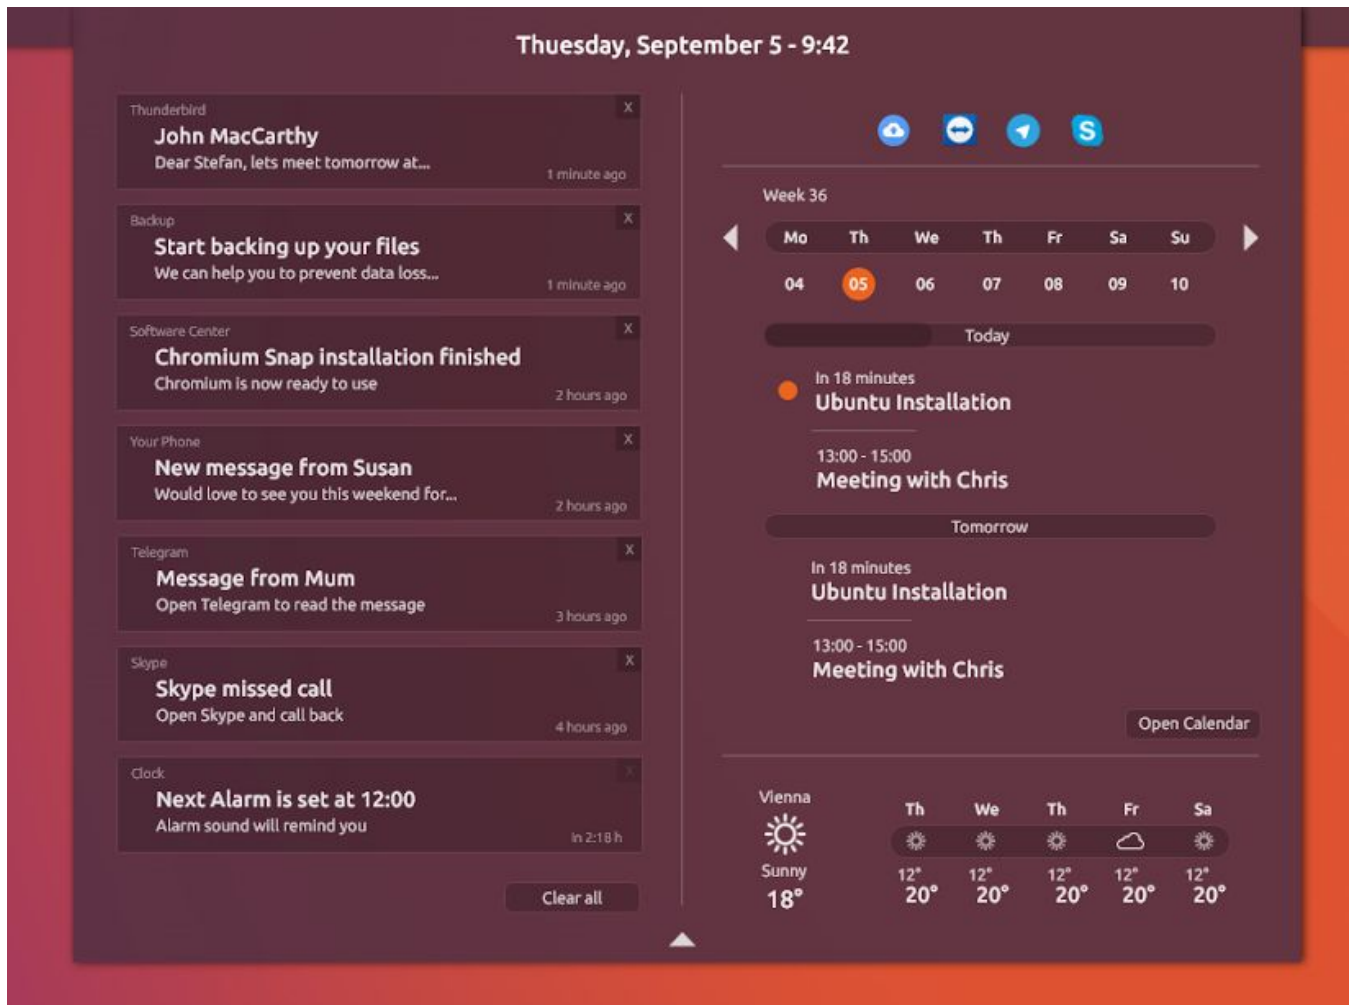 Thuesday, September 5 - 9:42
Thunderbird
X
John MacCarthy
Dear Stefan, lets meet tomorrow at...
1 minute ago
Backup
X
Start backing up your files
We can help you to prevent data loss...
1 minute ago
Software Center
X
Chromium Snap installation finished
Chromium is now ready to use
2 hours ago
Your Phone
X
New message from Susan
Would love to see you this weekend for...
2 hours ago
Telegram
X
Message from Mum
Open Telegram to read the message
3 hours ago
Skype
X
Skype missed call
Open Skype and call back
4 hours ago
Clock
X
Next Alarm is set at 12:00
Alarm sound will remind you
In 2:18 h
Clear all
S
Week 36
Mo Th We Th Fr Sa Su
04 05 06 07 08 09 10
Today
In 18 minutes
Ubuntu Installation
13:00 - 15:00
Meeting with Chris
Tomorrow
In 18 minutes
Ubuntu Installation
13:00 - 15:00
Meeting with Chris
Open Calendar
Vienna
Sunny
18°
Th We Th Fr Sa
12° 12° 12° 12° 12°
20° 20° 20° 20° 20°